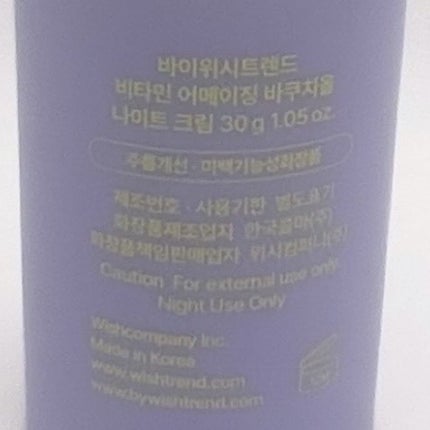 바이위시트렌드
비타민 어메이징 바쿠치올
나이트 크림 30g 1.05 oz.
주름개선 · 미백기능성화장품
제조번호 · 사용기한 별도표기
화장품제조업자 한국콜마(주)
화장품책임판매업자 위시컴퍼니(주)
Caution For external use only.
Night Use Only
Wishcompany Inc.
Made in Korea
www.wishtrend.com
www.bywishtrend.com